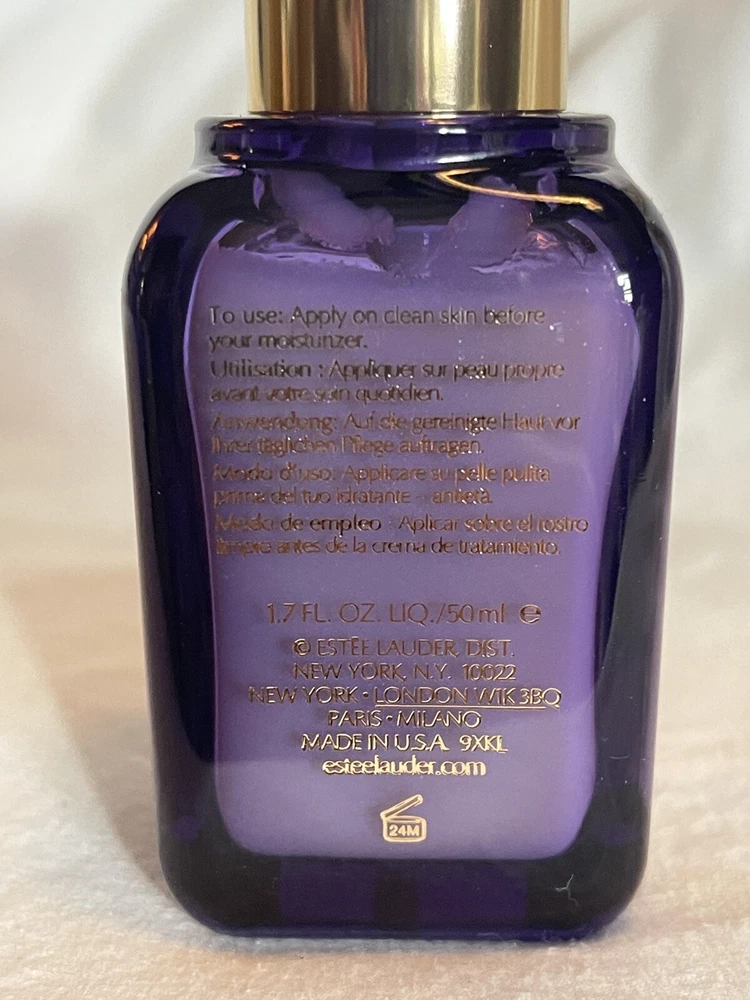 To use: Apply on clean skin before
your moisturizer.
Utilisation : Appliquer sur peau propre
avant votre soin quotidien.
Anwendung: Auf die gereinigte Haut vor
Ihrer täglichen Pflege auftragen.
Modo d'uso: Applicare su pelle pulita
prima del tuo idratante - antietà.
Modo de empleo : Aplicar sobre el rostro
limpio antes de la crema de tratamiento.
1.7 FL. OZ. LIQ./50 ml ℮
© ESTĒE LAUDER, DIST.
NEW YORK, N.Y. 10022
NEW YORK • LONDON W1K 3BQ
PARIS • MILANO
MADE IN U.S.A. 9XKL
esteelauder.com
24M